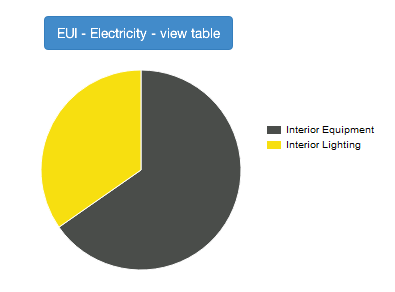 EUI - Electricity - view table
Interior Equipment
Interior Lighting